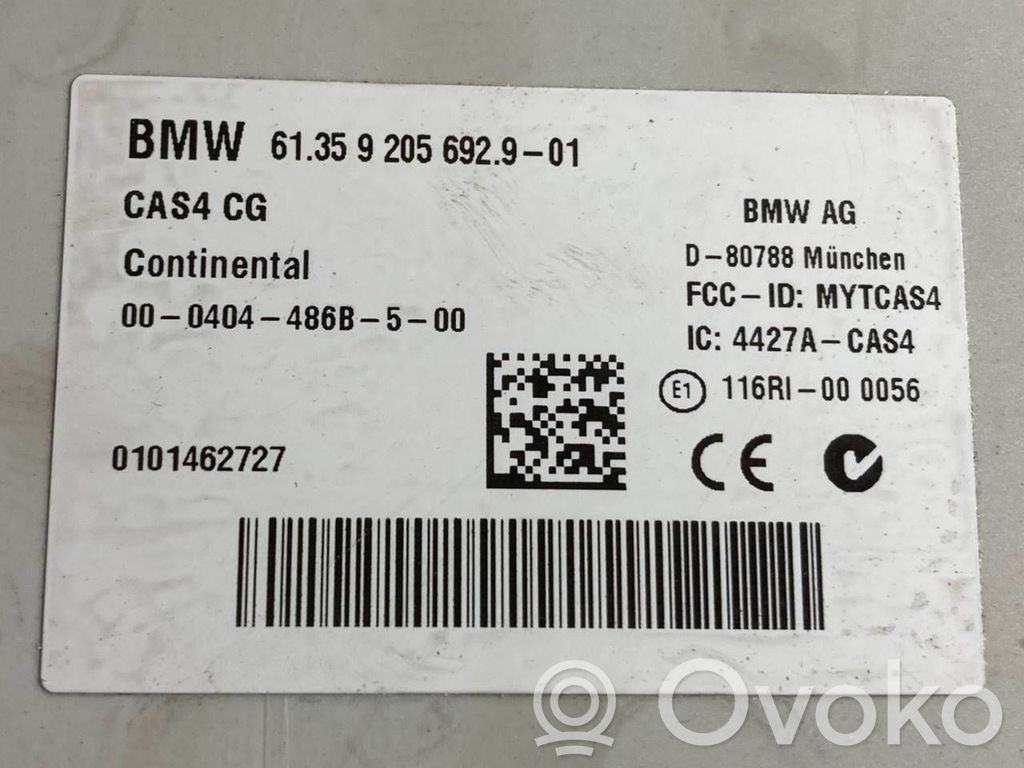 BMW 61.35 9 205 692.9-01
CAS4 CG
Continental
00-0404-486B-5-00
0101462727
BMW AG
D-80788 München
FCC-ID: MYTCAS4
IC: 4427A-CAS4
E1 116RI-00 0056
CE
Ovoko